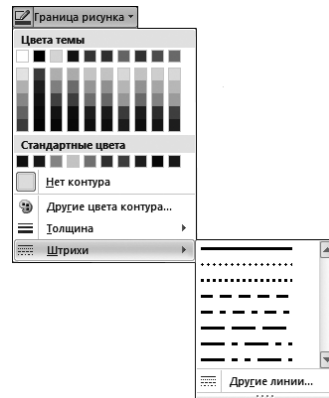 Граница рисунка
Цвета темы
Стандартные цвета
Нет контура
Другие цвета контура...
Толщина
Штрихи
Другие линии...